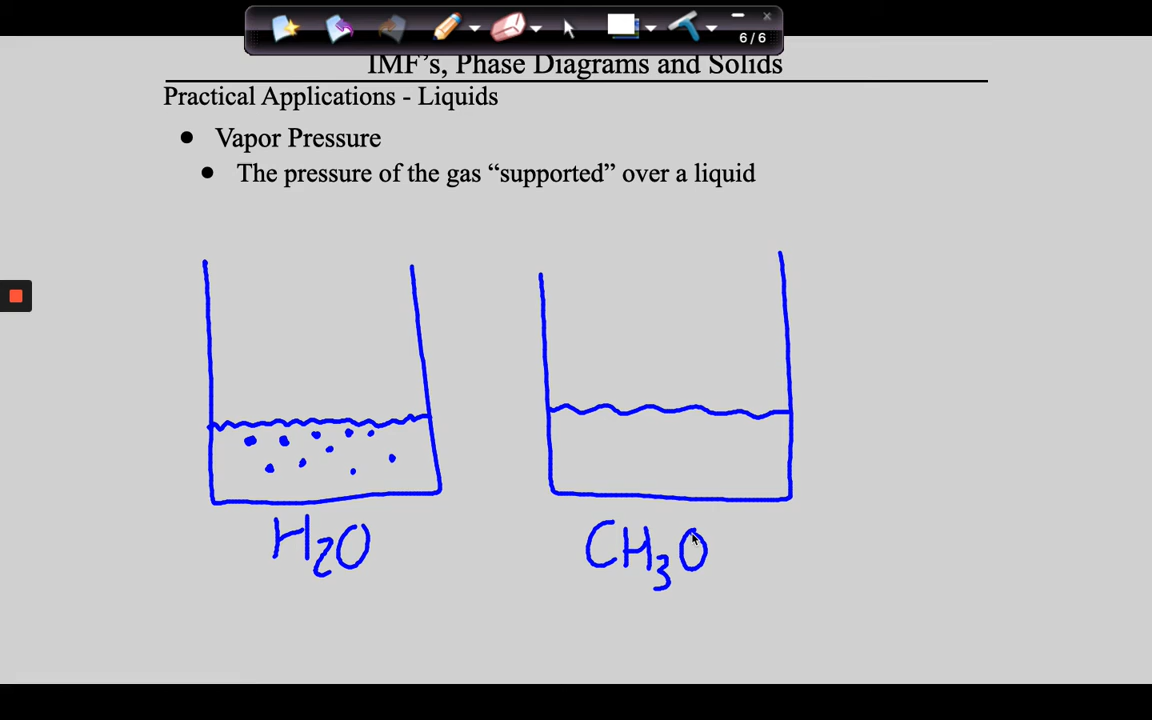 6/6
IMF's, Phase Diagrams and Solids
Practical Applications - Liquids
● Vapor Pressure
● The pressure of the gas “supported” over a liquid
H2O
CH3O